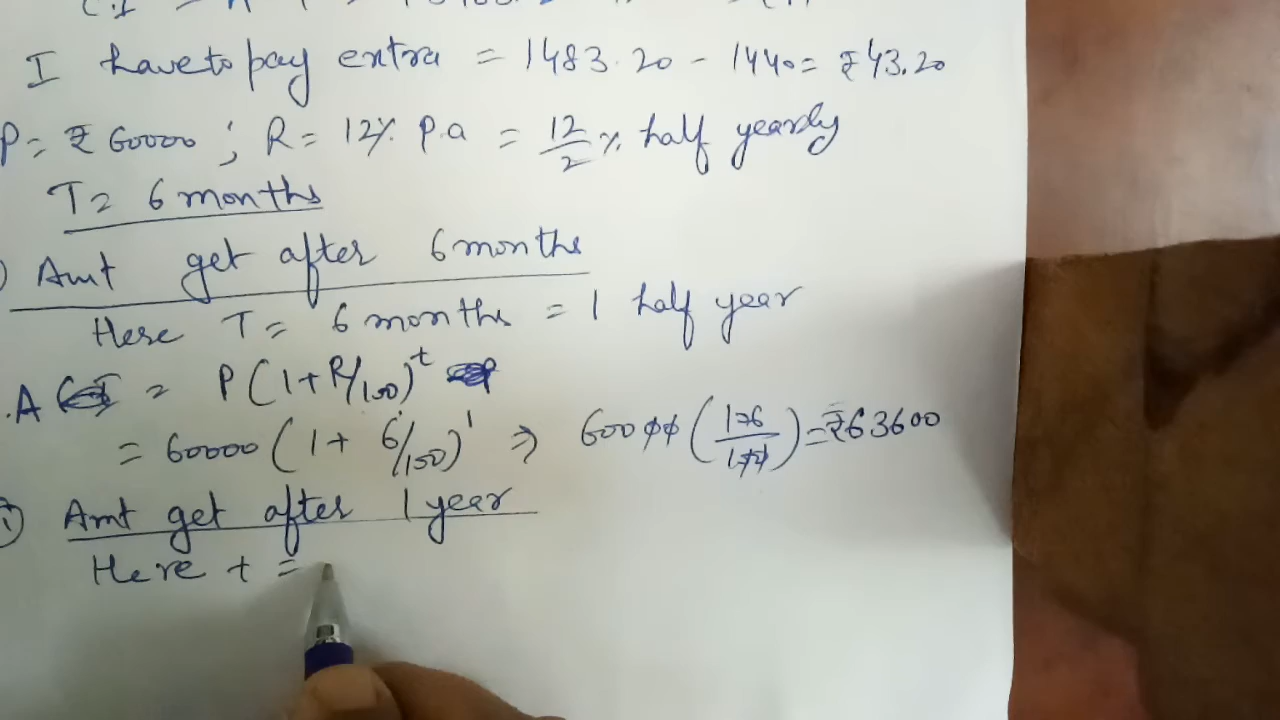 I have to pay extra = 1483.20 - 1440 = ₹43.20
P = ₹ 60000 ; R = 12% p.a = 12/2 % half yearly
T = 6 months
Amt get after 6 months
Here T = 6 months = 1 half year
A = P(1+R/100)^t
= 60000 (1 + 6/100)^1 ⇒ 60000 (106/100) = ₹63600
Amt get after 1 year
Here t =